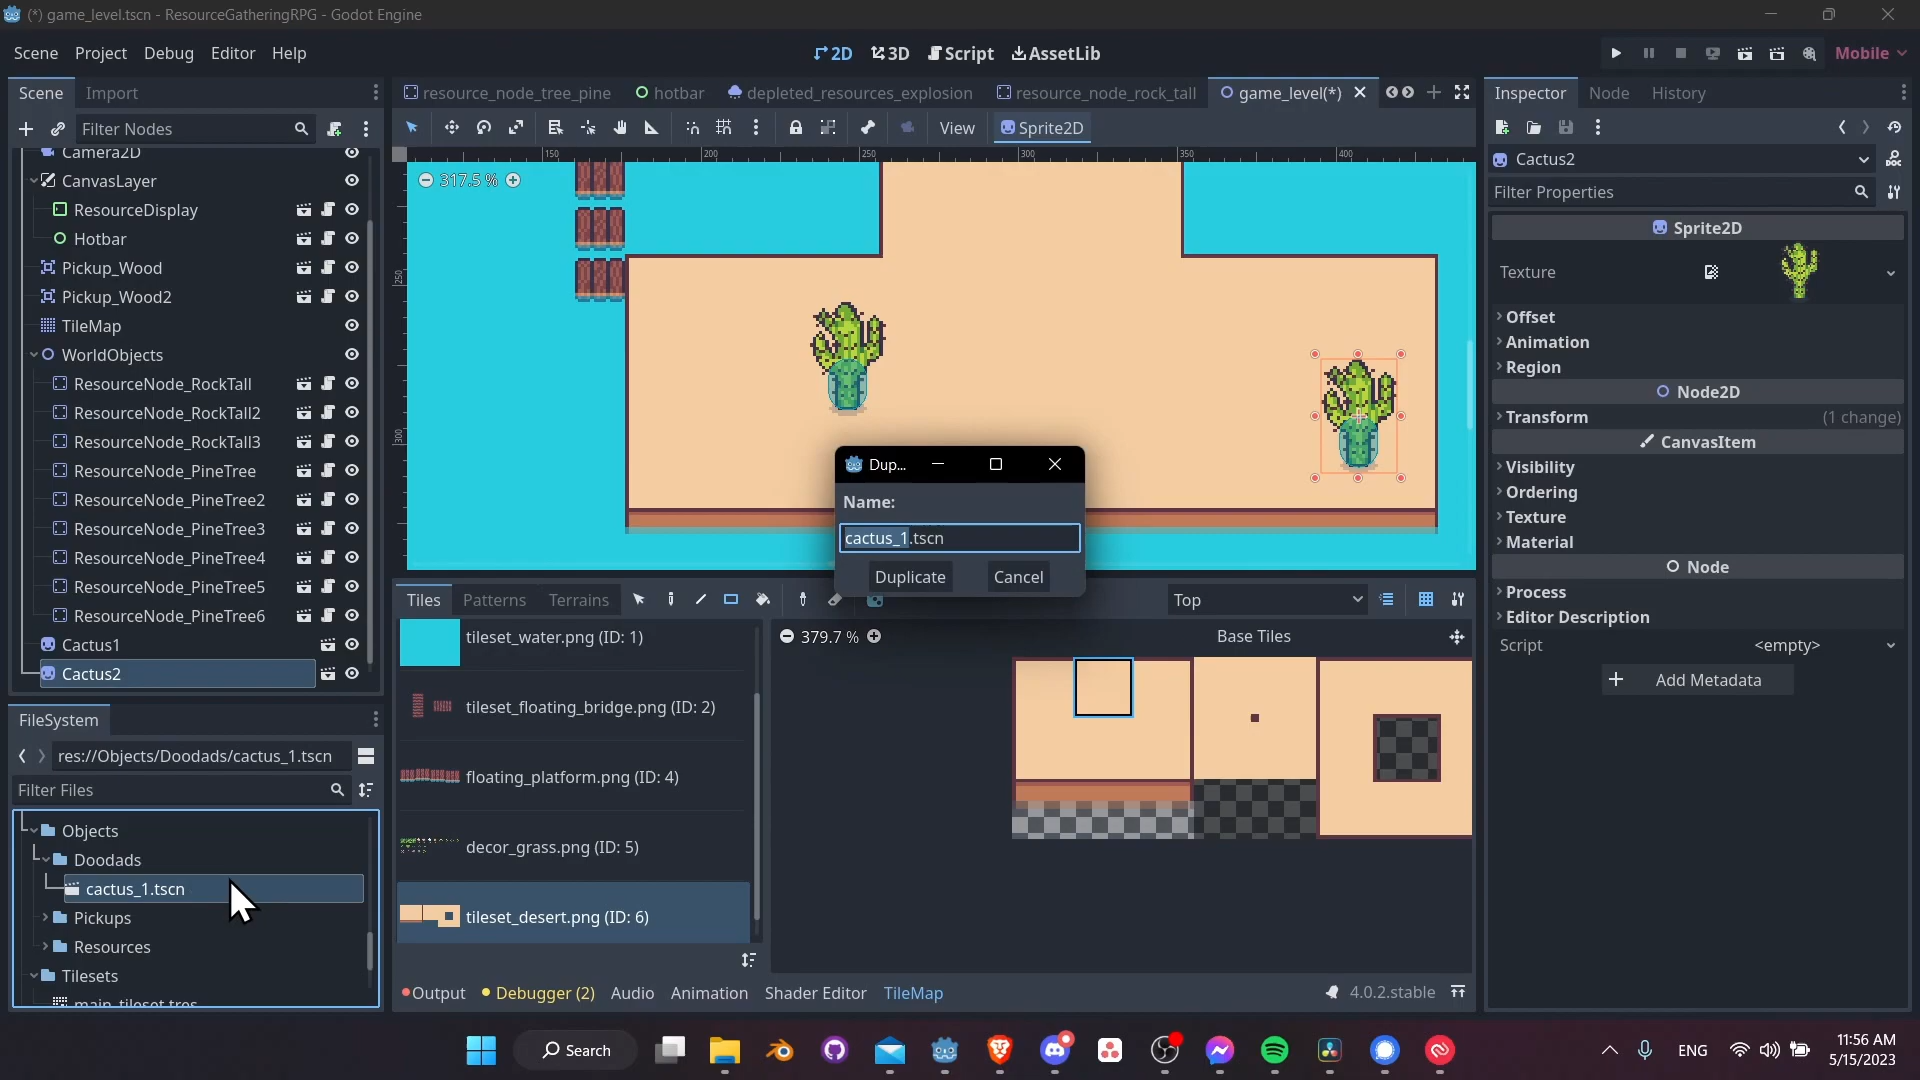 (*) game_level.tscn - ResourceGatheringRPG - Godot Engine
Scene Project Debug Editor Help
2D 3D Script AssetLib
Mobile
Scene Import
resource_node_tree_pine hotbar depleted_resources_explosion resource_node_rock_tall game_level(*)
Inspector Node History
Filter Nodes
View Sprite2D
Camera2D
CanvasLayer
ResourceDisplay
Hotbar
Pickup_Wood
Pickup_Wood2
TileMap
WorldObjects
ResourceNode_RockTall
ResourceNode_RockTall2
ResourceNode_RockTall3
ResourceNode_PineTree
ResourceNode_PineTree2
ResourceNode_PineTree3
ResourceNode_PineTree4
ResourceNode_PineTree5
ResourceNode_PineTree6
Cactus1
Cactus2
150 200 250 300 350 400
317.5 %
250
300
Dup...
Name:
cactus_1.tscn
Duplicate Cancel
Cactus2
Filter Properties
Sprite2D
Texture
Offset
Animation
Region
Node2D
Transform (1 change)
CanvasItem
Visibility
Ordering
Texture
Material
Node
Process
Editor Description
Script <empty>
Add Metadata
FileSystem
res://Objects/Doodads/cactus_1.tscn
Filter Files
Objects
Doodads
cactus_1.tscn
Pickups
Resources
Tilesets
main_tileset.tres
Tiles Patterns Terrains
Top
tileset_water.png (ID: 1)
tileset_floating_bridge.png (ID: 2)
floating_platform.png (ID: 4)
decor_grass.png (ID: 5)
tileset_desert.png (ID: 6)
379.7 %
Base Tiles
Output Debugger (2) Audio Animation Shader Editor TileMap
4.0.2.stable
Search
ENG
11:56 AM
5/15/2023